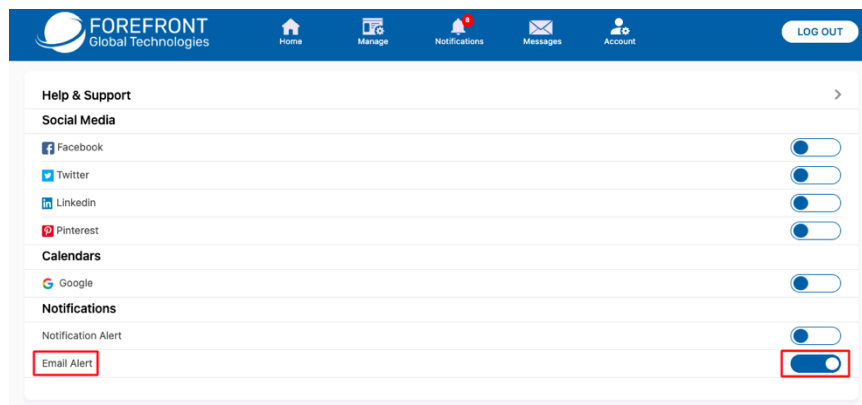 FOREFRONT
Global Technologies
Home
Manage
8
Notifications
Messages
Account
LOG OUT
Help & Support
Social Media
Facebook
Twitter
Linkedin
Pinterest
Calendars
Google
Notifications
Notification Alert
Email Alert